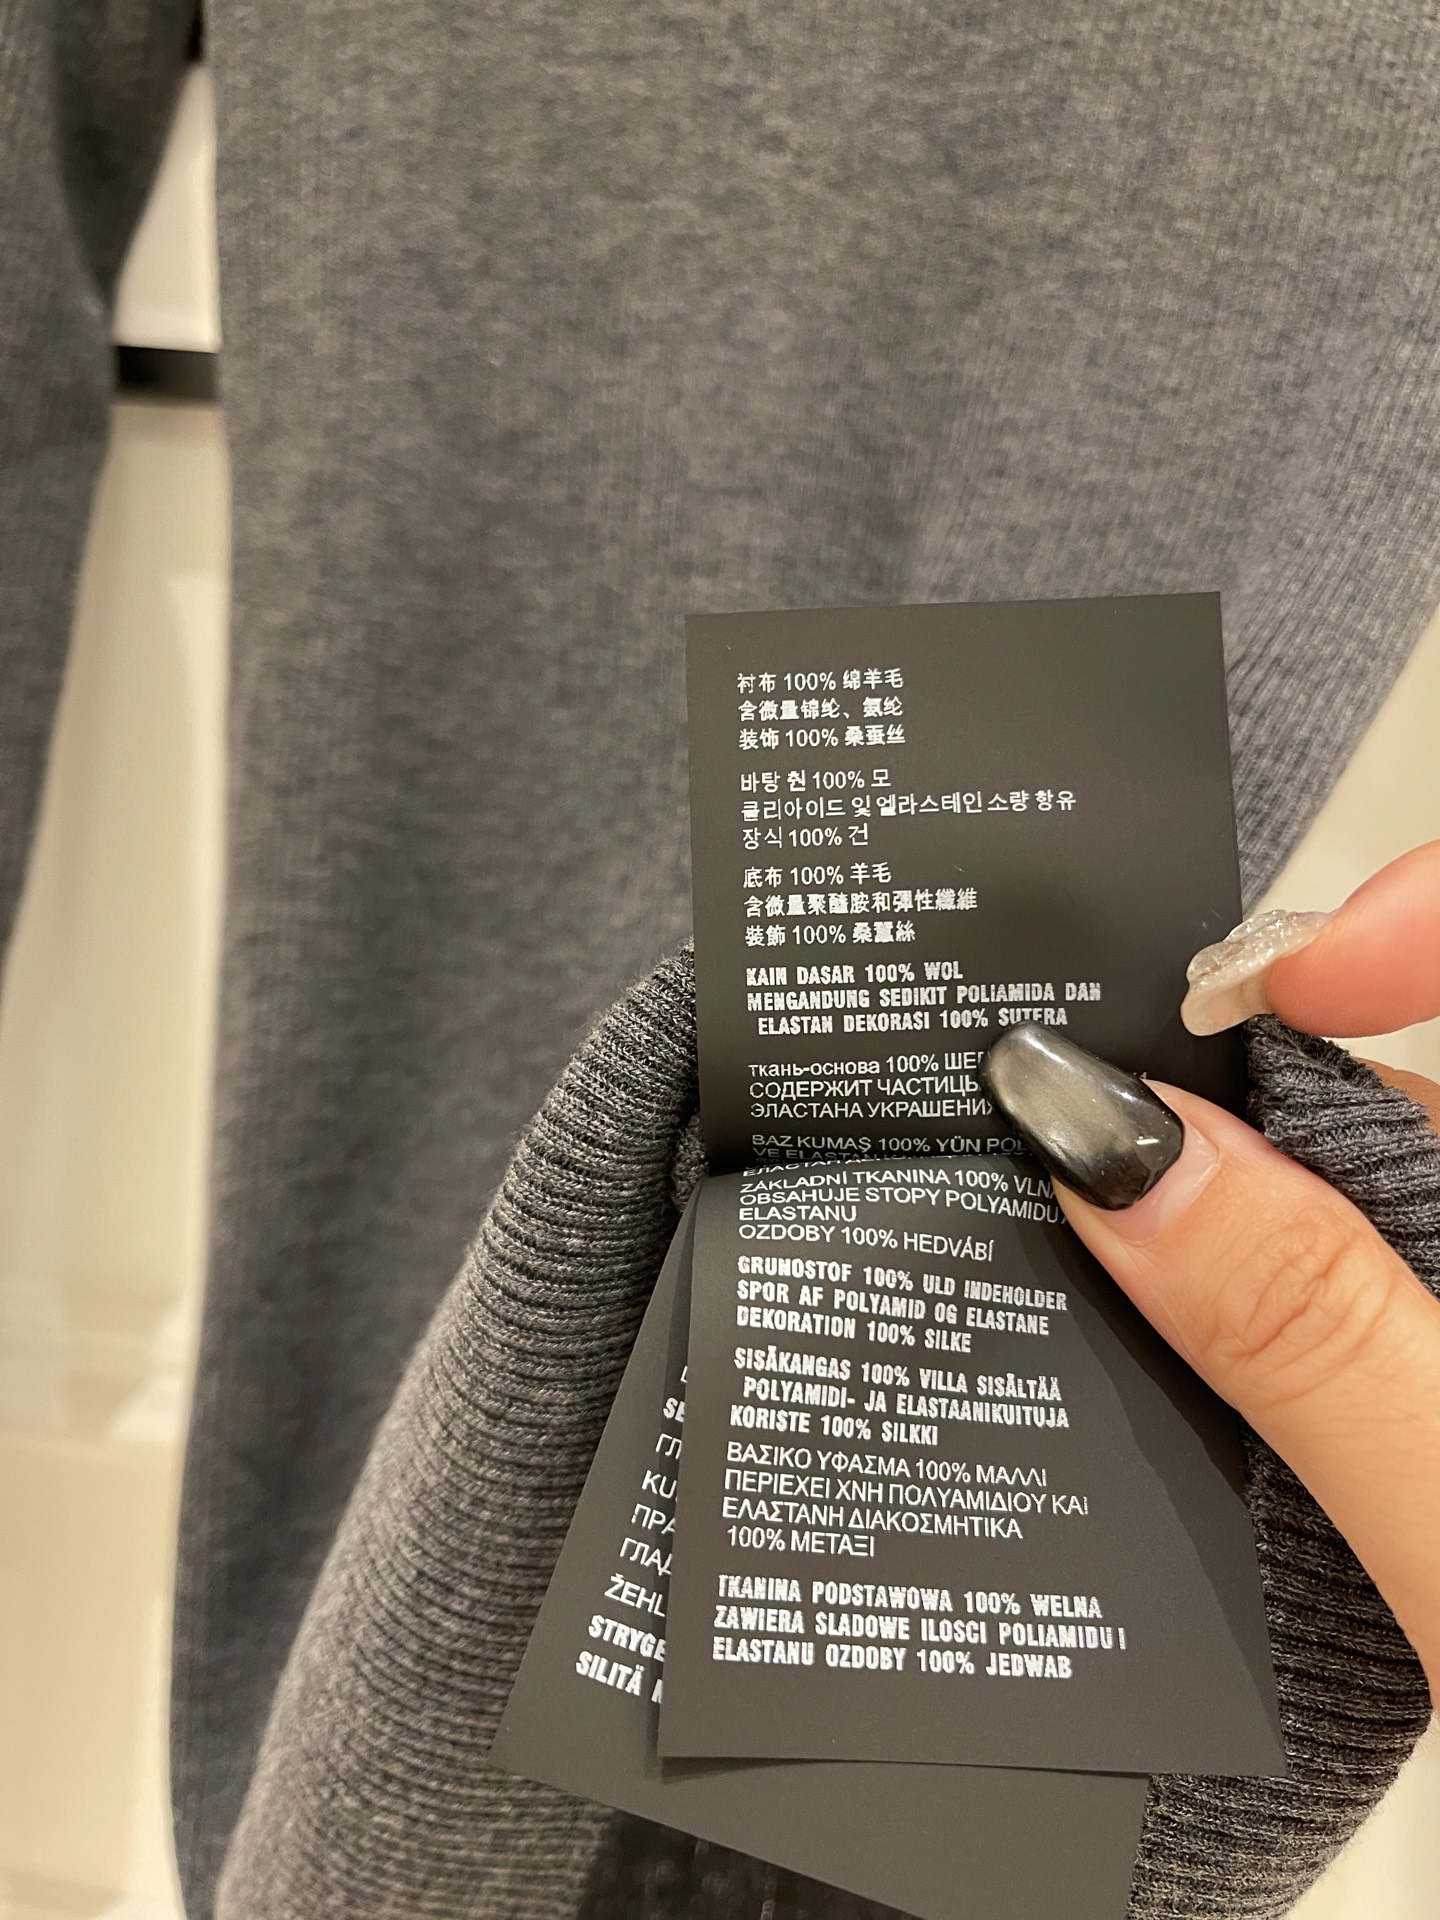 衬布 100% 绵羊毛
含微量锦纶、氨纶
装饰 100% 桑蚕丝
바탕 천 100% 모
클리아이드 및 엘라스테인 소량 함유
장식 100% 견
底布 100% 羊毛
含微量聚醯胺和彈性纖維
裝飾 100% 桑蠶絲
KAIN DASAR 100% WOL
MENGANDUNG SEDIKIT POLIAMIDA DAN
ELASTAN DEKORASI 100% SUTERA
ткань-основа 100%
СОДЕРЖИТ ЧАСТИЦЫ
ЭЛАСТАНА УКРАШЕНИЯ
BAZ KUMAŞ 100% YÜN
VE
ZÁKLADNÍ TKANINA 100% VLNA
OBSAHUJE STOPY POLYAMIDU
ELASTANU
OZDOBY 100% HEDVÁBÍ
GRUNDSTOF 100% ULD INDEHOLDER
SPOR AF POLYAMID OG ELASTANE
DEKORATION 100% SILKE
SISÄKANGAS 100% VILLA SISÄLTÄÄ
POLYAMIDI- JA ELASTAANIKUITUJA
KORISTE 100% SILKKI
ΒΑΣΙΚΟ ΥΦΑΣΜΑ 100% ΜΑΛΛΙ
ΠΕΡΙΕΧΕΙ ΧΝΗ ΠΟΛΥΑΜΙΔΙΟΥ ΚΑΙ
ΕΛΑΣΤΑΝΗ ΔΙΑΚΟΣΜΗΤΙΚΑ
100% ΜΕΤΑΞΙ
TKANINA PODSTAWOWA 100% WELNA
ZAWIERA SLADOWE ILOSCI POLIAMIDU I
ELASTANU OZDOBY 100% JEDWAB
SILITÄ